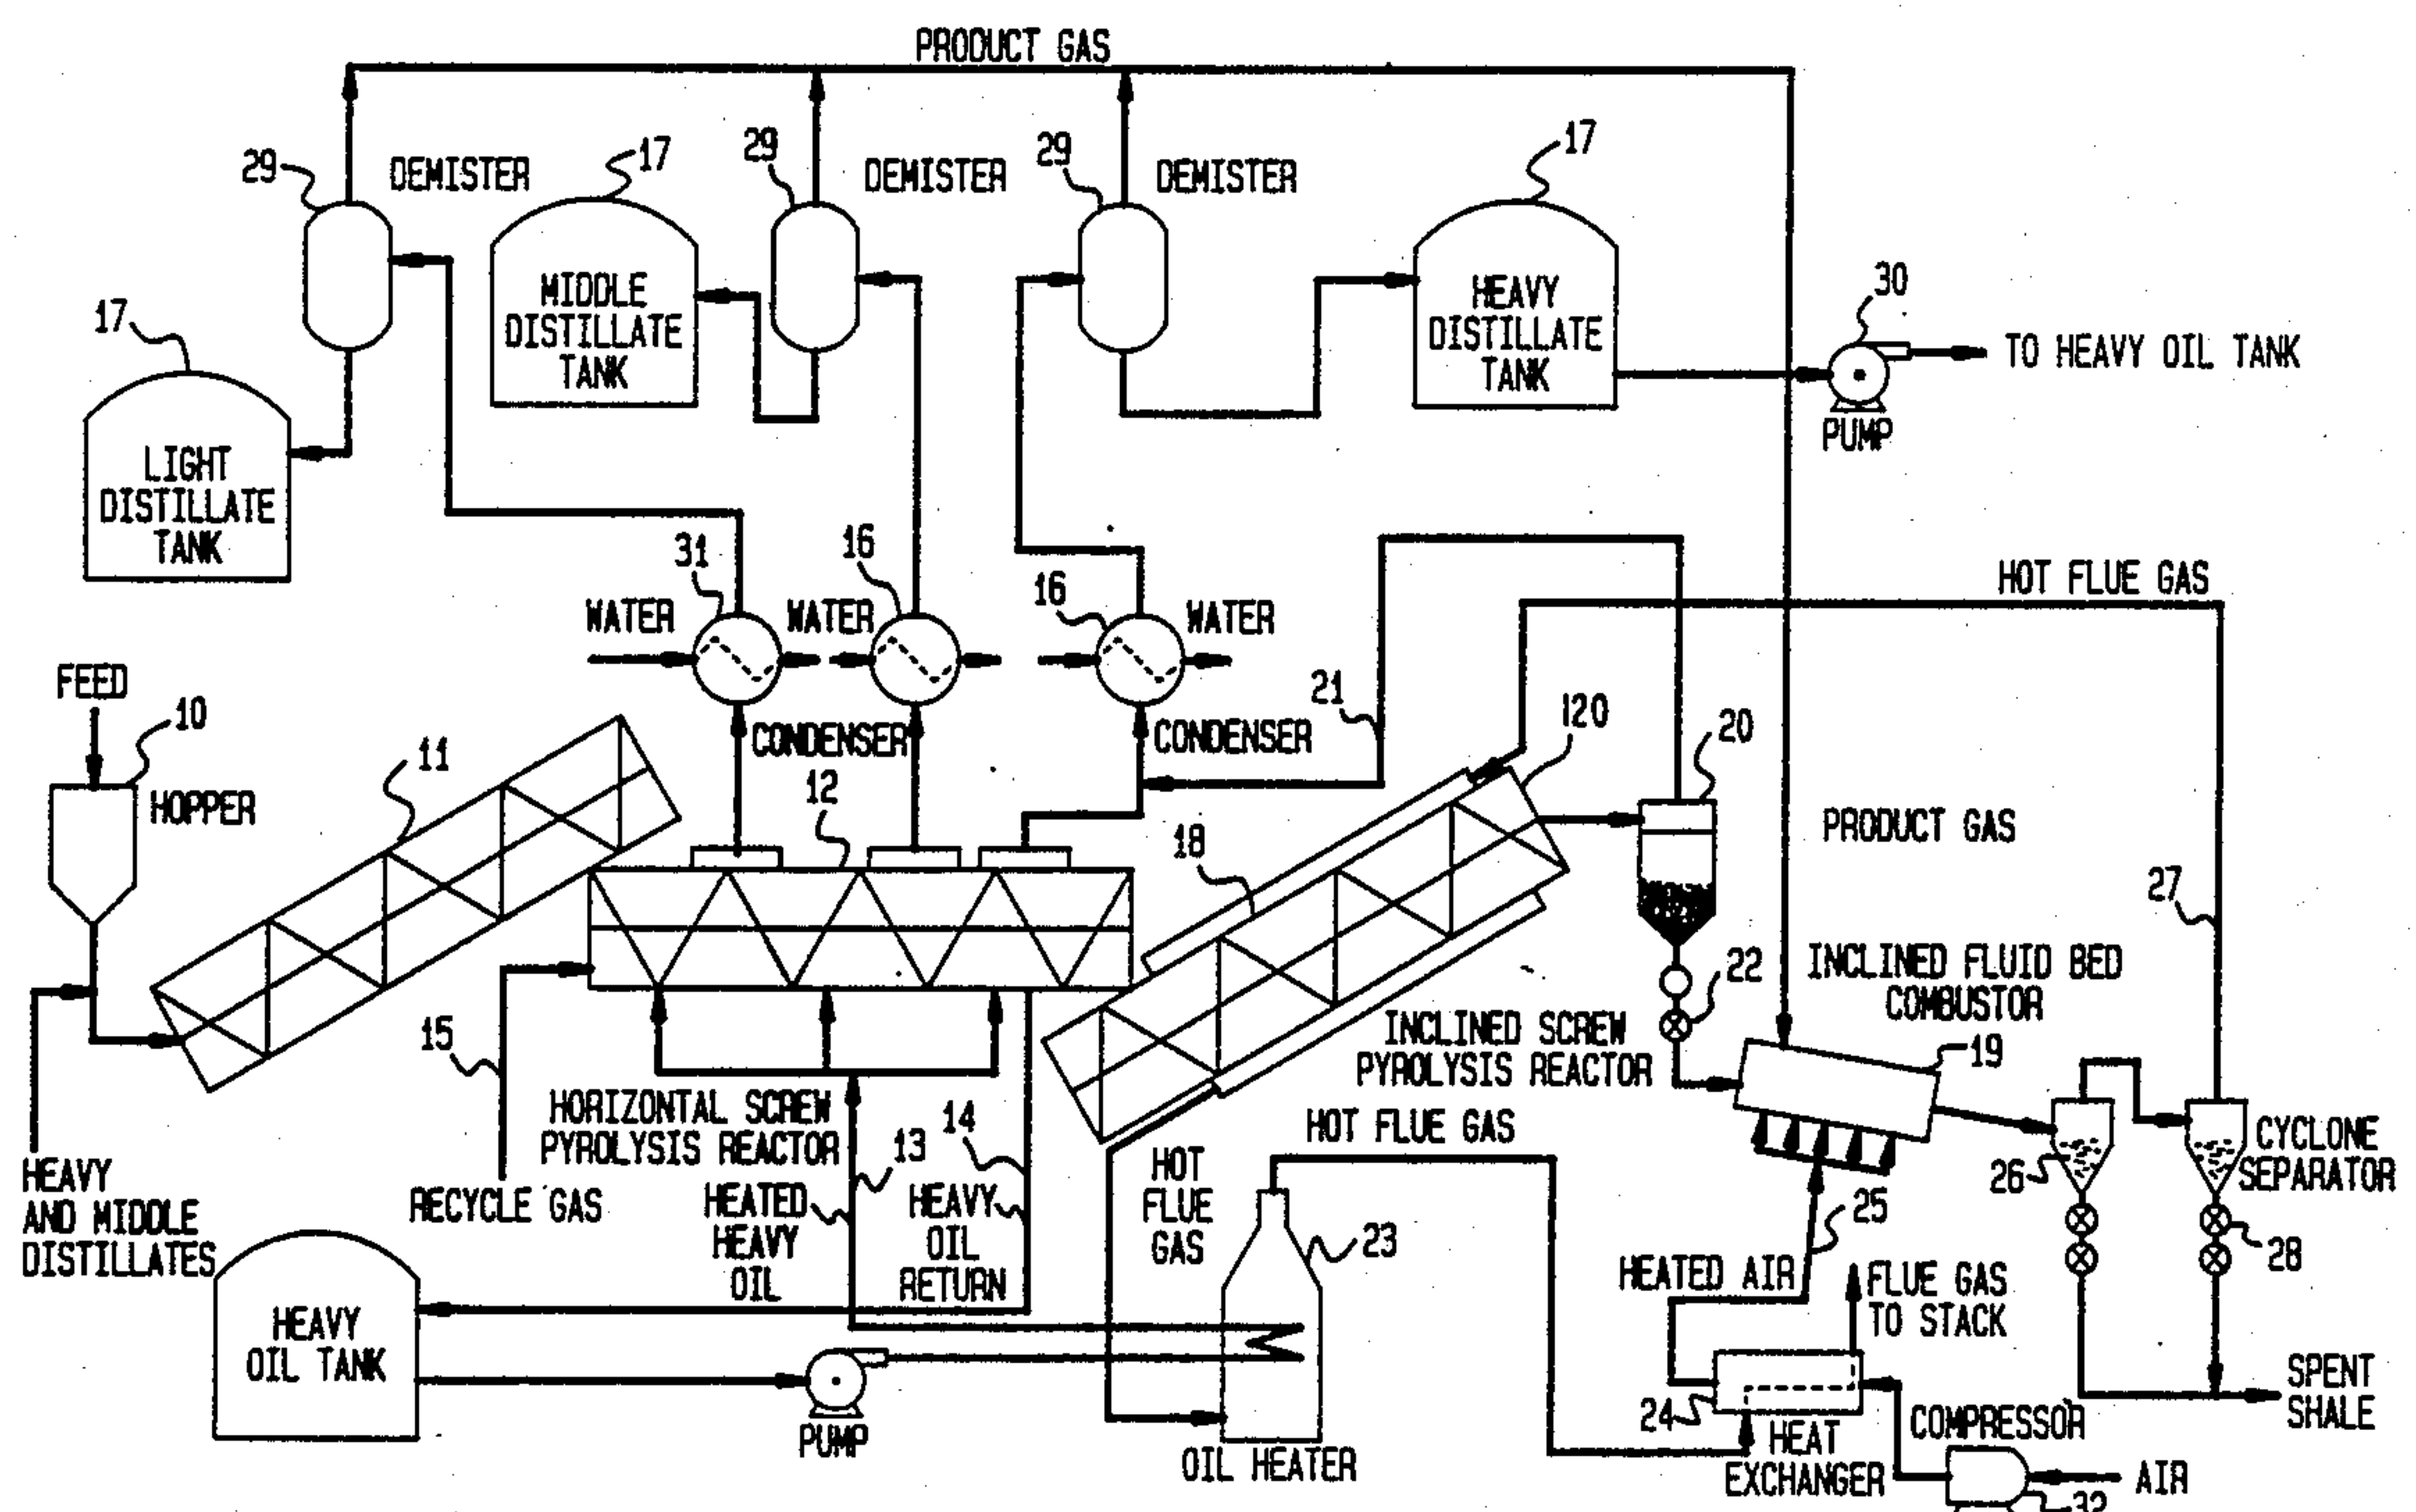 PRODUCT GAS
29
DEMISTER
17
29
DEMISTER
29
DEMISTER
17
17
MIDDLE
DISTILLATE
TANK
HEAVY
DISTILLATE
TANK
30
TO HEAVY OIL TANK
PUMP
LIGHT
DISTILLATE
TANK
31
16
16
WATER
WATER
WATER
HOT FLUE GAS
FEED
10
HOPPER
11
CONDENSER
12
CONDENSER
21
120
20
18
PRODUCT GAS
27
22
INCLINED FLUID BED
COMBUSTOR
19
15
INCLINED SCREW
PYROLYSIS REACTOR
HORIZONTAL SCREW
PYROLYSIS REACTOR
14
13
HOT FLUE GAS
CYCLONE
SEPARATOR
26
HEAVY
AND MIDDLE
DISTILLATES
RECYCLE GAS
HEATED
HEAVY
OIL
HEAVY
OIL
RETURN
HOT
FLUE
GAS
23
25
28
HEATED AIR
FLUE GAS
TO STACK
HEAVY
OIL TANK
PUMP
OIL HEATER
24
HEAT
EXCHANGER
COMPRESSOR
SPENT
SHALE
AIR
32